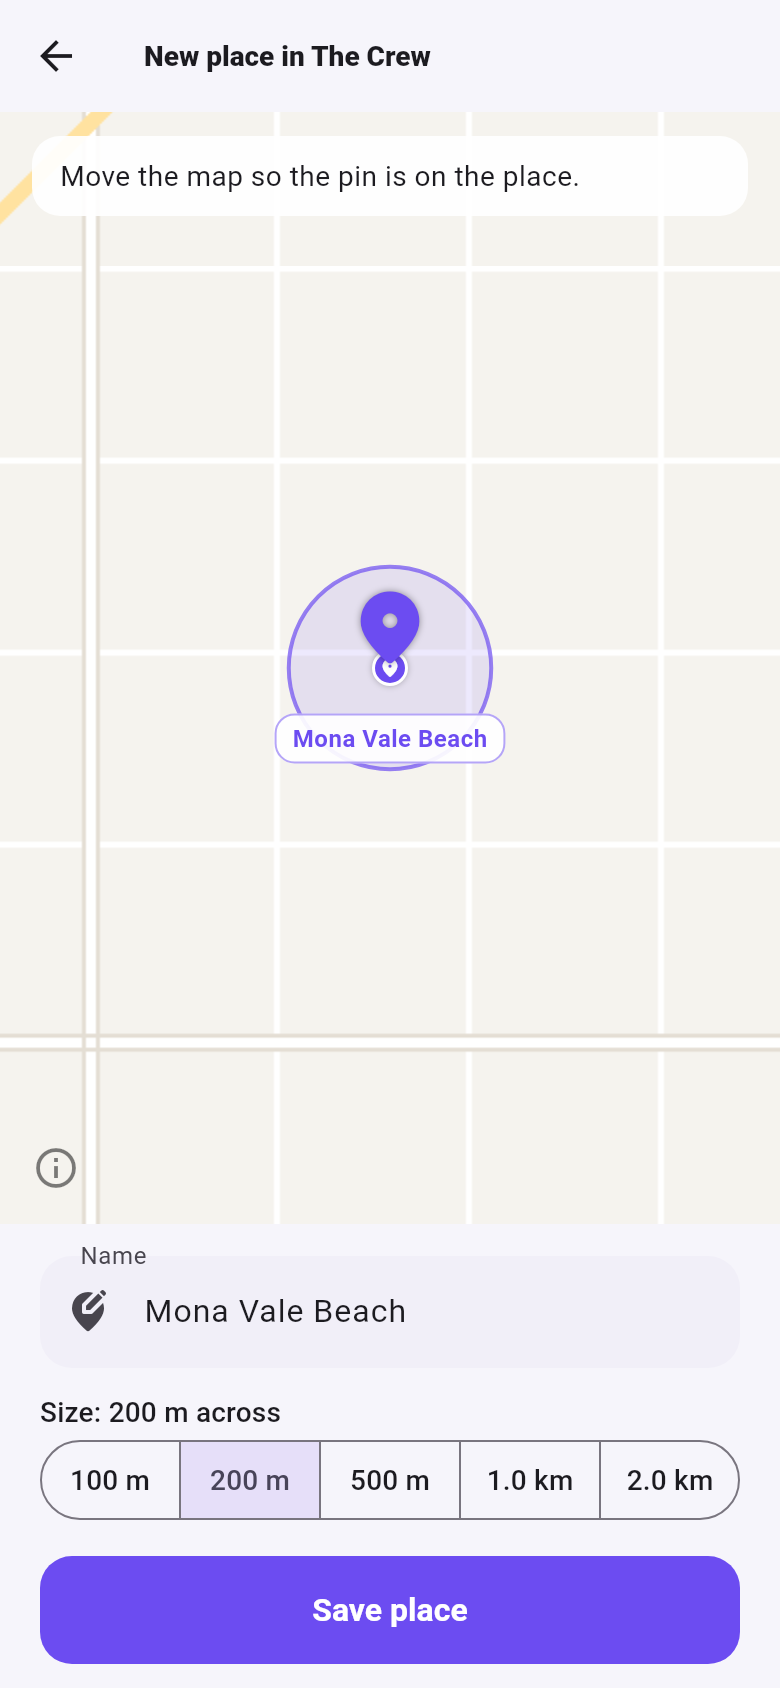 New place in The Crew
Move the map so the pin is on the place.
Mona Vale Beach
Name
Mona Vale Beach
Size: 200 m across
100 m
200 m
500 m
1.0 km
2.0 km
Save place